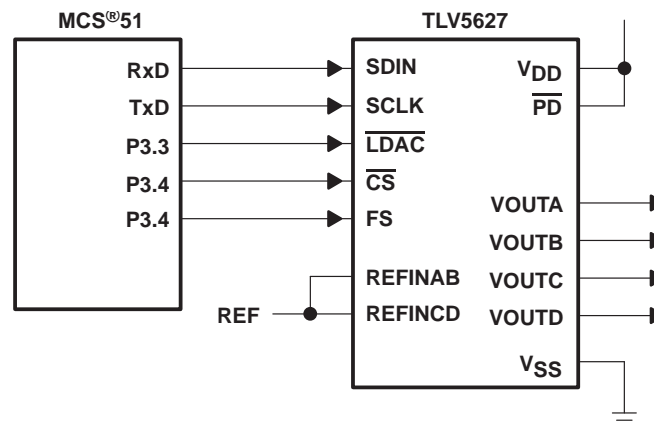 MCS®51
RxD
TxD
P3.3
P3.4
P3.4
REF
TLV5627
SDIN
SCLK
LDAC
CS
FS
REFINAB
REFINCD
VDD
PD
VOUTA
VOUTB
VOUTC
VOUTD
VSS